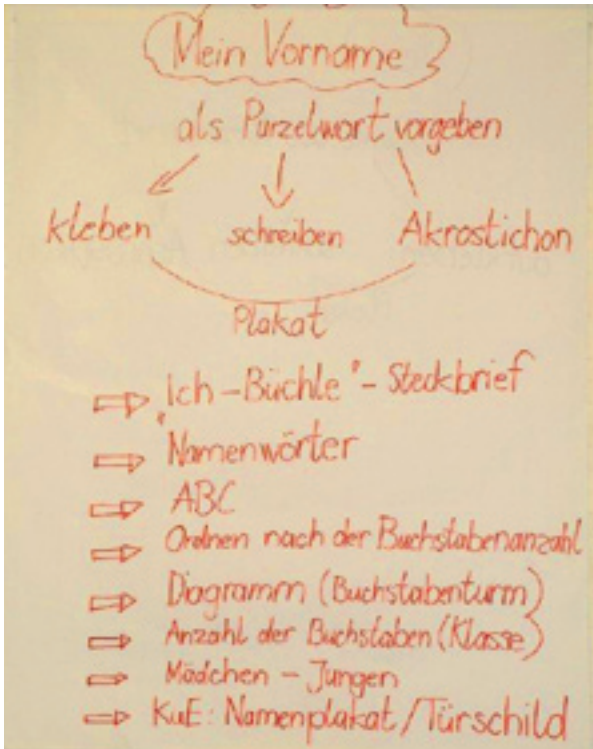 Mein Vorname
als Purzelwort vorgeben
kleben schreiben Akrostichon
Plakat
"Ich-Büchle"- Steckbrief
Namenwörter
ABC
Ordnen nach der Buchstabenanzahl
Diagramm (Buchstabenturm)
Anzahl der Buchstaben (Klasse)
Mädchen - Jungen
KuE: Namenplakat/Türschild